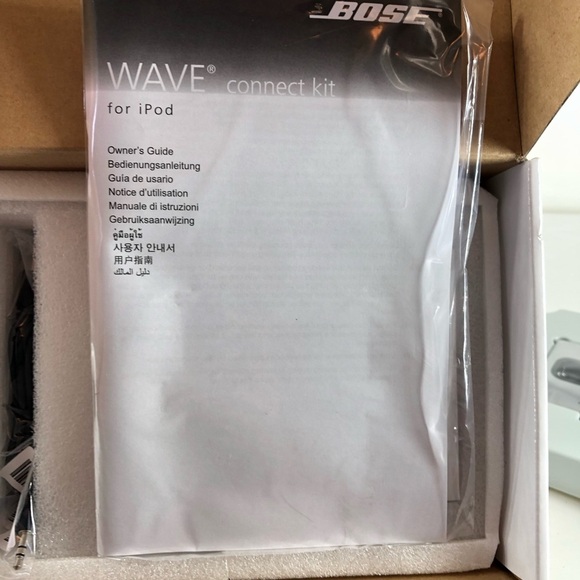 BOSE
WAVE® connect kit
for iPod
Owner's Guide
Bedienungsanleitung
Guía de usario
Notice d'utilisation
Manuale di istruzioni
Gebruiksaanwijzing
คู่มือผู้ใช้
사용자 안내서
用户指南
دليل المالك